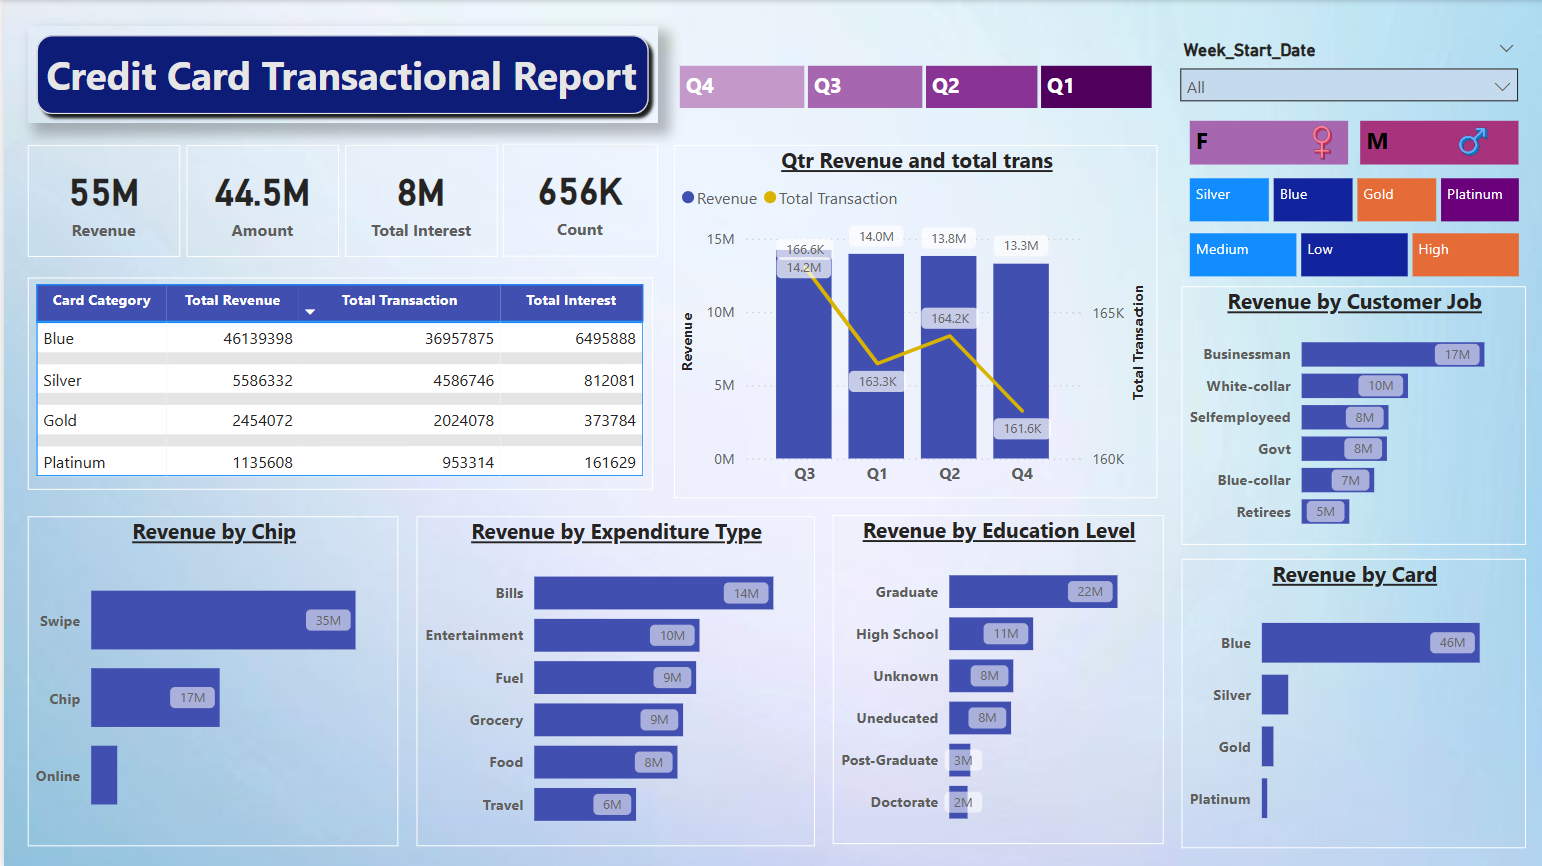 Credit Card Transactional Report
Q4 Q3 Q2 Q1
Week_Start_Date
All
F M
Silver Blue Gold Platinum
Medium Low High
55M 44.5M 8M 656K
Revenue Amount Total Interest Count
Card Category Total Revenue Total Transaction Total Interest
Blue 46139398 36957875 6495888
Silver 5586332 4586746 812081
Gold 2454072 2024078 373784
Platinum 1135608 953314 161629
Qtr Revenue and total trans
Revenue Total Transaction
15M
10M
5M
0M
Revenue
166.6K
14.2M 14.0M 13.8M 13.3M
163.3K 164.2K 161.6K
165K
160K
Total Transaction
Q3 Q1 Q2 Q4
Revenue by Customer Job
Businessman 17M
White-collar 10M
Selfemployeed 8M
Govt 8M
Blue-collar 7M
Retirees 5M
Revenue by Chip
Swipe 35M
Chip 17M
Online
Revenue by Expenditure Type
Bills 14M
Entertainment 10M
Fuel 9M
Grocery 9M
Food 8M
Travel 6M
Revenue by Education Level
Graduate 22M
High School 11M
Unknown 8M
Uneducated 8M
Post-Graduate 3M
Doctorate 2M
Revenue by Card
Blue 46M
Silver
Gold
Platinum